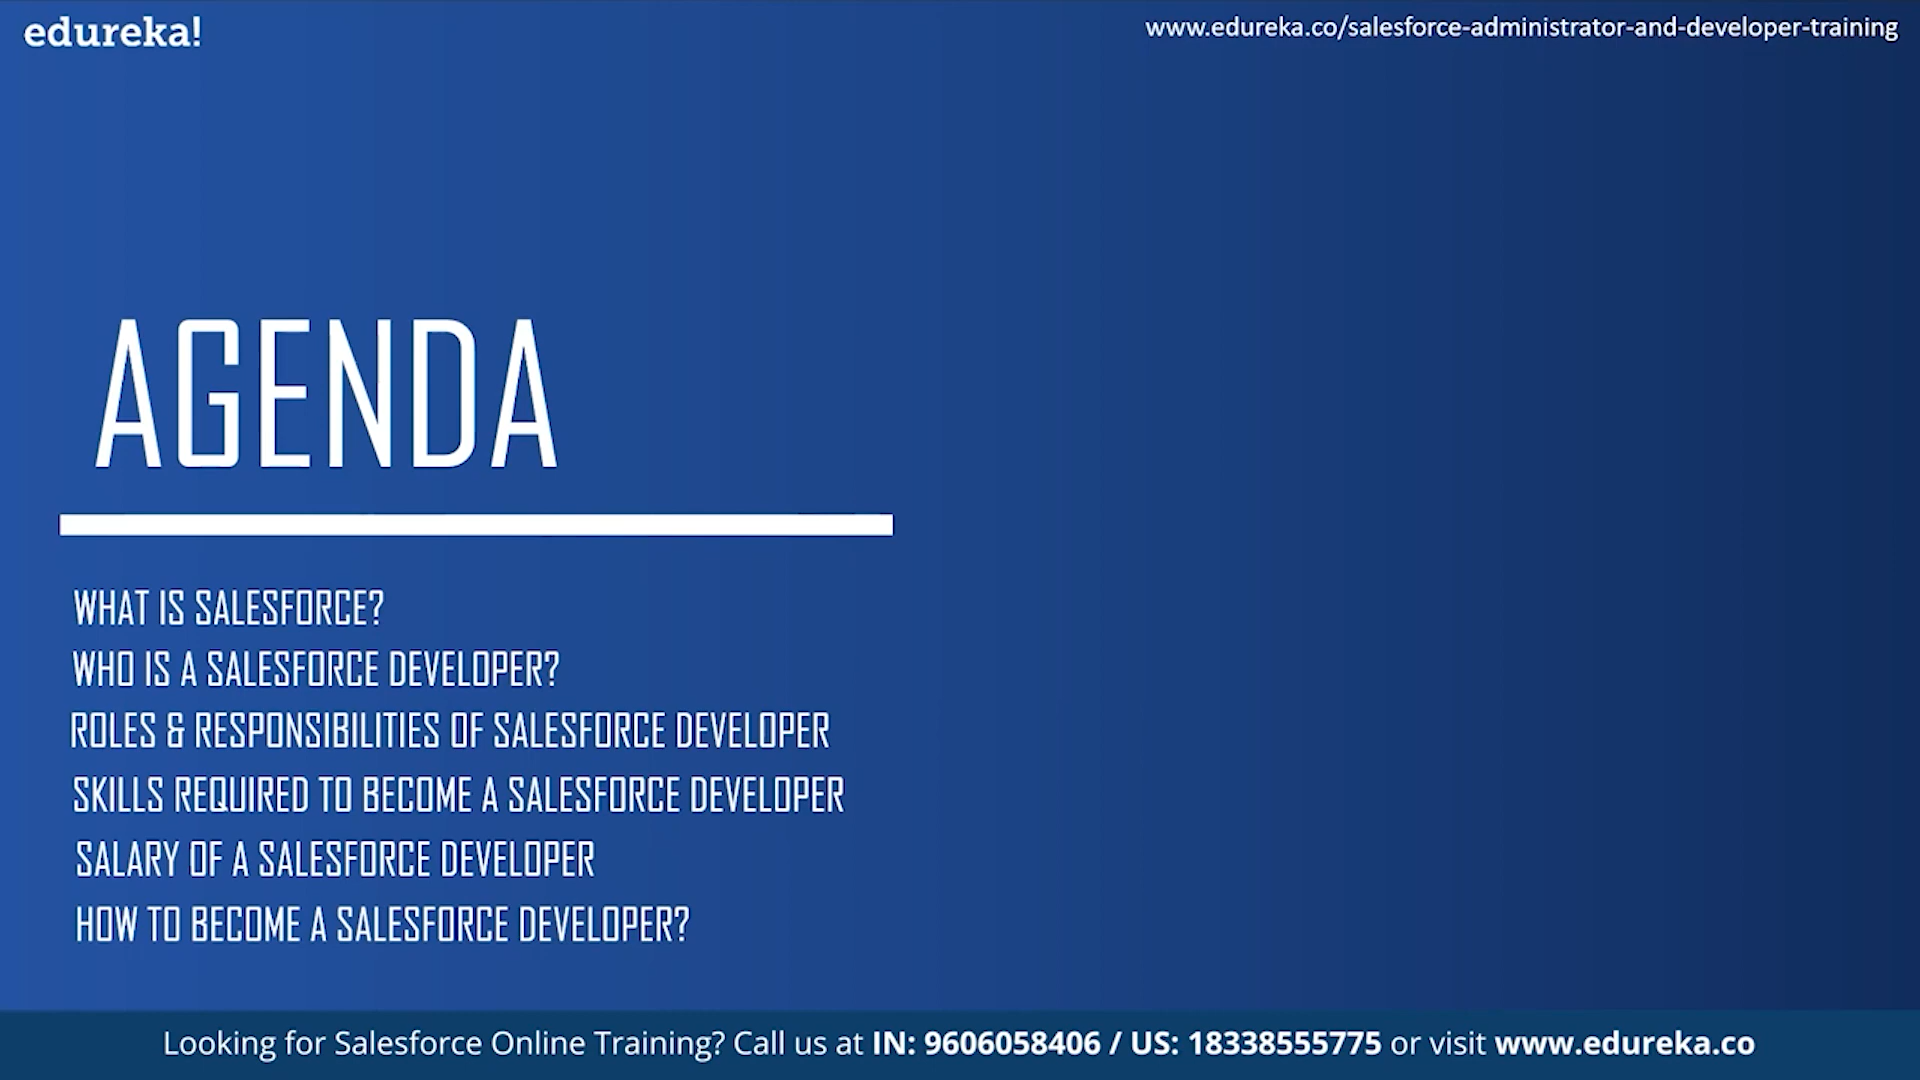 edureka!
www.edureka.co/salesforce-administrator-and-developer-training
AGENDA
WHAT IS SALESFORCE?
WHO IS A SALESFORCE DEVELOPER?
ROLES & RESPONSIBILITIES OF SALESFORCE DEVELOPER
SKILLS REQUIRED TO BECOME A SALESFORCE DEVELOPER
SALARY OF A SALESFORCE DEVELOPER
HOW TO BECOME A SALESFORCE DEVELOPER?
Looking for Salesforce Online Training? Call us at IN: 9606058406 / US: 18338555775 or visit www.edureka.co